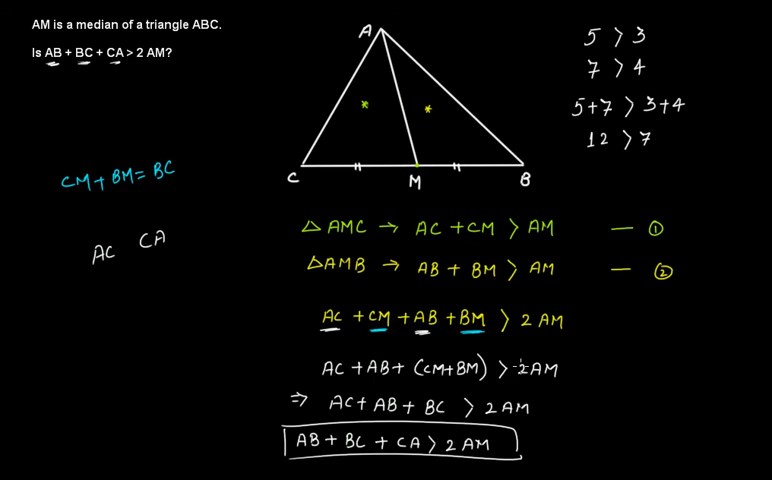 AM is a median of a triangle ABC.
Is AB + BC + CA > 2 AM?
A
C
M
B
5 > 3
7 > 4
5+7 > 3+4
12 > 7
CM + BM = BC
AC CA
△AMC → AC + CM > AM — ①
△AMB → AB + BM > AM — ②
AC + CM + AB + BM > 2 AM
AC + AB + (CM+BM) > 2AM
⇒ AC + AB + BC > 2 AM
AB + BC + CA > 2 AM